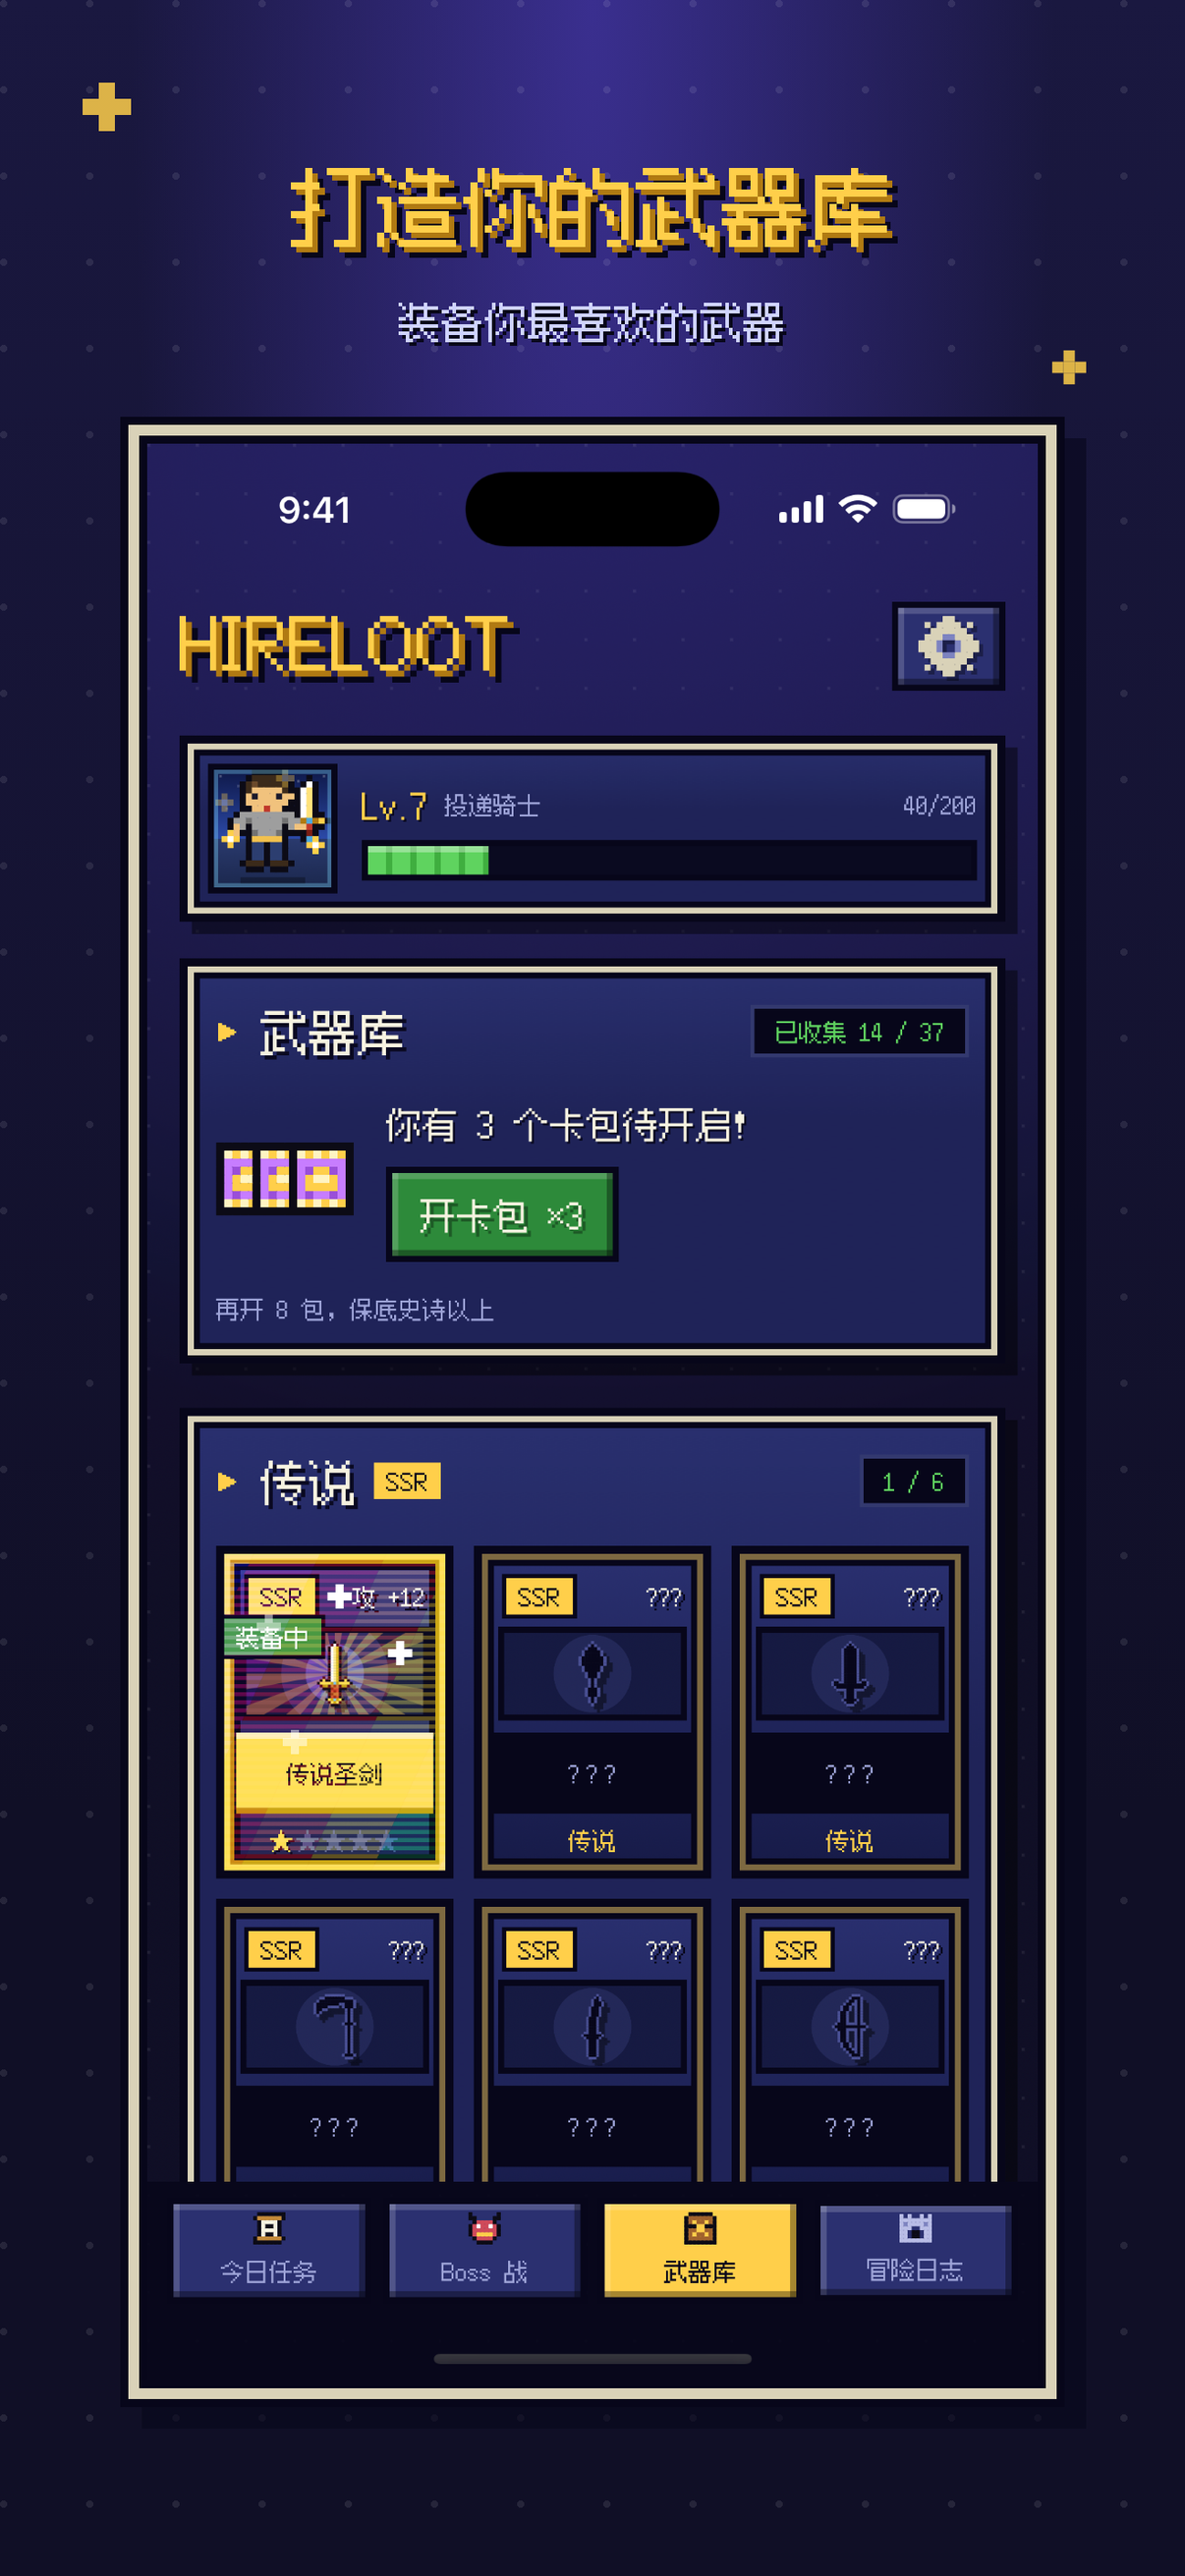 打造你的武器库
装备你最喜欢的武器
9:41
HIRELOOT
Lv.7 投递骑士 40/200
武器库 已收集 14 / 37
你有 3 个卡包待开启!
开卡包 ×3
再开 8 包，保底史诗以上
传说 SSR 1 / 6
SSR 攻 +12
装备中
传说圣剑
SSR ???
???
传说
SSR ???
???
传说
SSR ???
???
SSR ???
???
SSR ???
???
今日任务
Boss 战
武器库
冒险日志